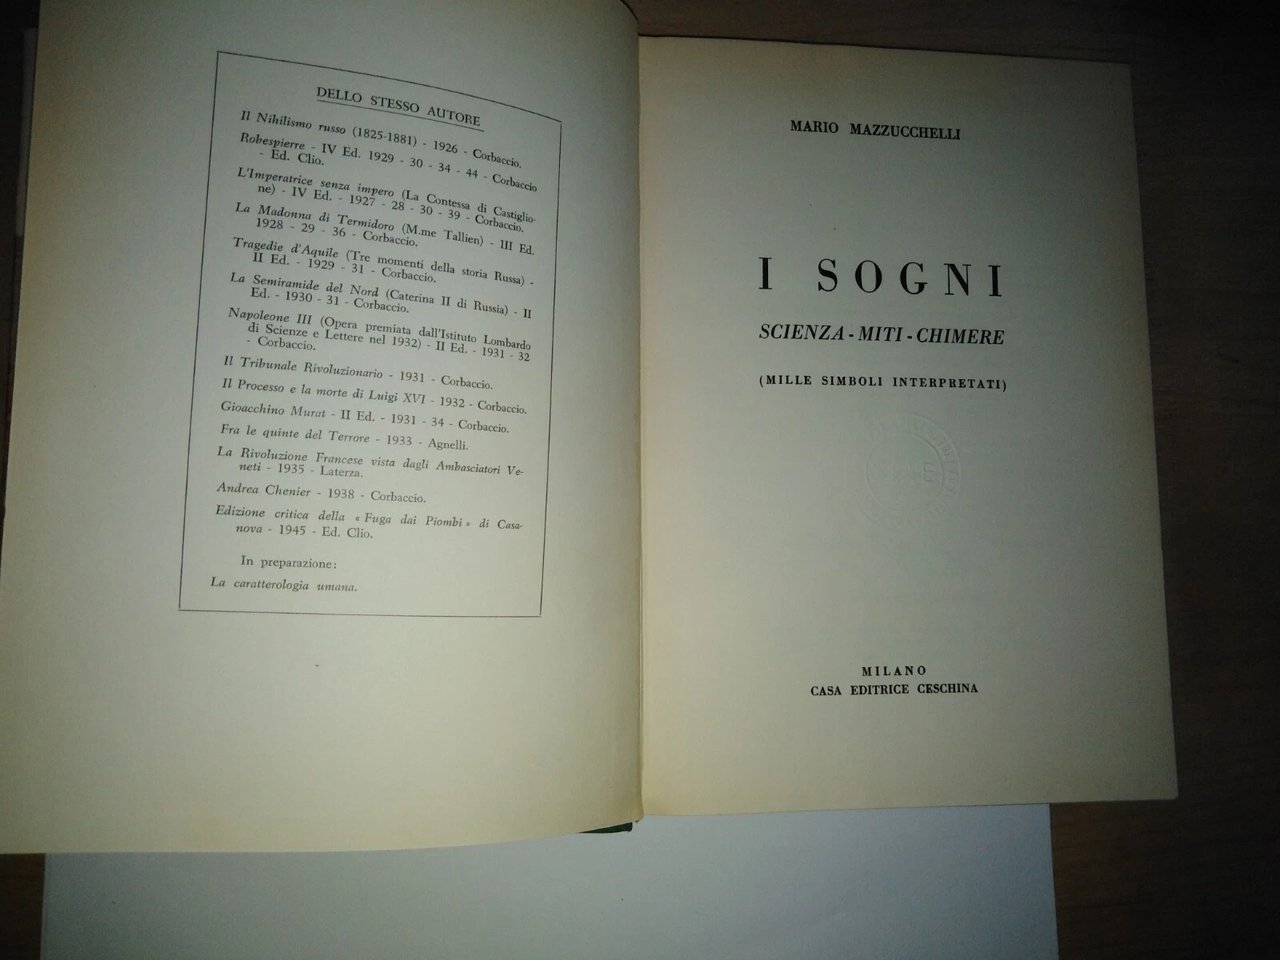 DELLO STESSO AUTORE
Il Nihilismo russo (1825-1881) - 1926 - Corbaccio.
Robespierre - IV Ed. 1929 - 30 - 34 - 44 - Corbaccio
- Ed. Clio.
L'Imperatrice senza impero (La Contessa di Castiglio-
ne) - IV Ed. - 1927 - 28 - 30 - 39 - Corbaccio.
La Madonna di Termidoro (M.me Tallien) - III Ed.
1928 - 29 - 36 - Corbaccio.
Tragedie d'Aquile (Tre momenti della storia Russa) -
II Ed. - 1929 - 31 - Corbaccio.
La Semiramide del Nord (Caterina II di Russia) - II
Ed. - 1930 - 31 - Corbaccio.
Napoleone III (Opera premiata dall'Istituto Lombardo
di Scienze e Lettere nel 1932) - II Ed. - 1931 - 32
- Corbaccio.
Il Tribunale Rivoluzionario - 1931 - Corbaccio.
Il Processo e la morte di Luigi XVI - 1932 - Corbaccio.
Gioacchino Murat - II Ed. - 1931 - 34 - Corbaccio.
Fra le quinte del Terrore - 1933 - Agnelli.
La Rivoluzione Francese vista dagli Ambasciatori Ve-
neti - 1935 - Laterza.
Andrea Chenier - 1938 - Corbaccio.
Edizione critica della « Fuga dai Piombi » di Casa-
nova - 1945 - Ed. Clio.
In preparazione:
La caratterologia umana.
MARIO MAZZUCCHELLI
I SOGNI
SCIENZA - MITI - CHIMERE
(MILLE SIMBOLI INTERPRETATI)
MILANO
CASA EDITRICE CESCHINA